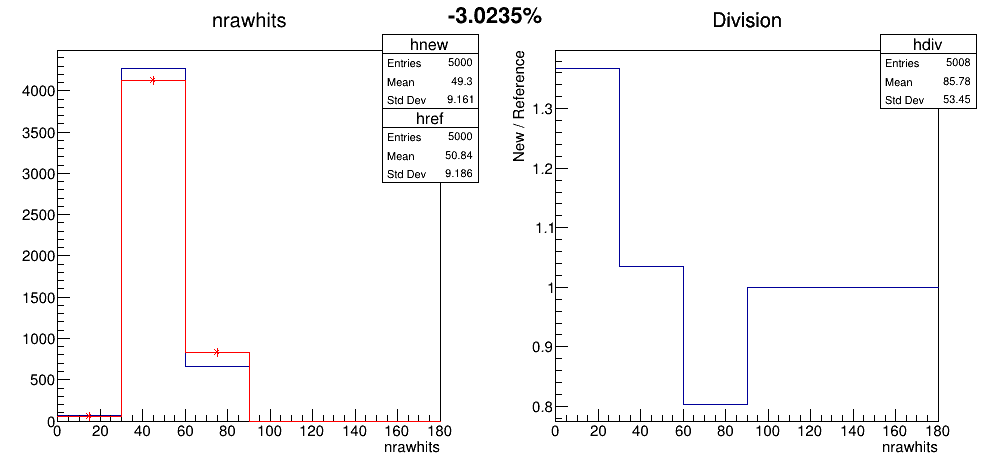 -3.0235%
nrawhits
hnew
Entries 5000
Mean 49.3
Std Dev 9.161
href
Entries 5000
Mean 50.84
Std Dev 9.186
4000
3500
3000
2500
2000
1500
1000
500
0
0 20 40 60 80 100 120 140 160 180
nrawhits
Division
hdiv
Entries 5008
Mean 85.78
Std Dev 53.45
New / Reference
1.3
1.2
1.1
1
0.9
0.8
0 20 40 60 80 100 120 140 160 180
nrawhits